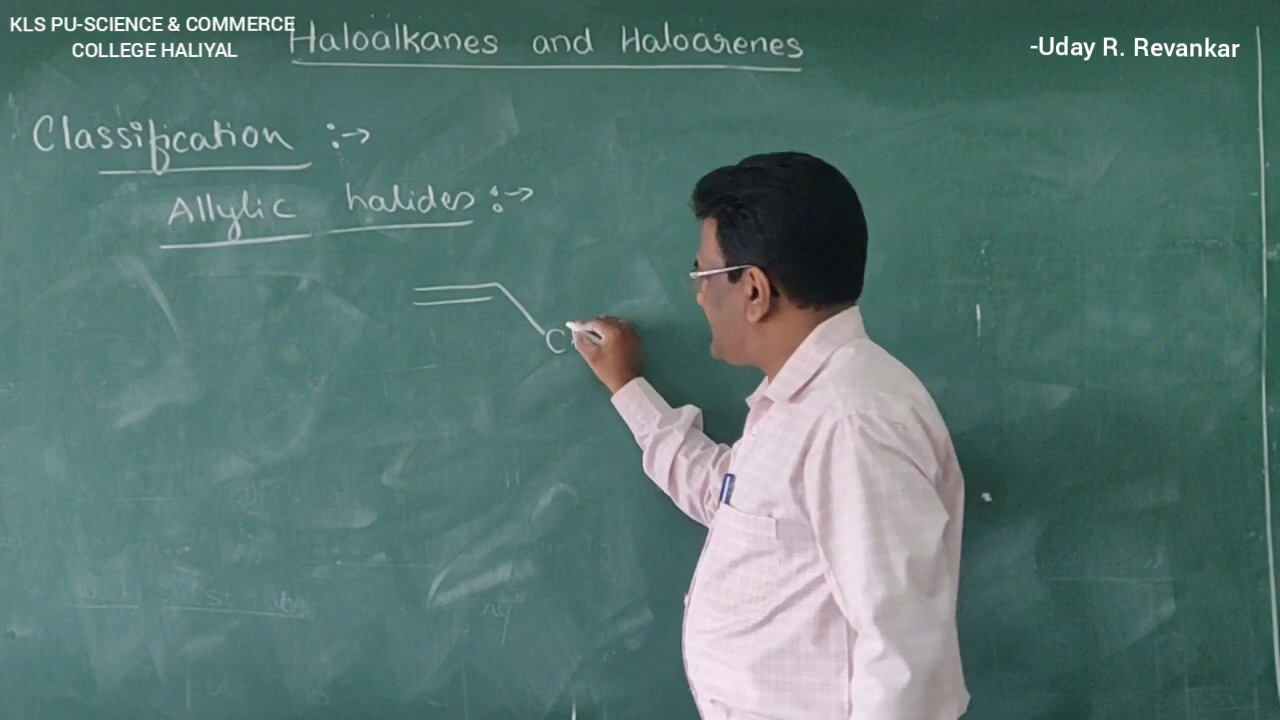 KLS PU-SCIENCE & COMMERCE
COLLEGE HALIYAL
Haloalkanes and Haloarenes
-Uday R. Revankar
Classification :→
Allylic halides :→
C